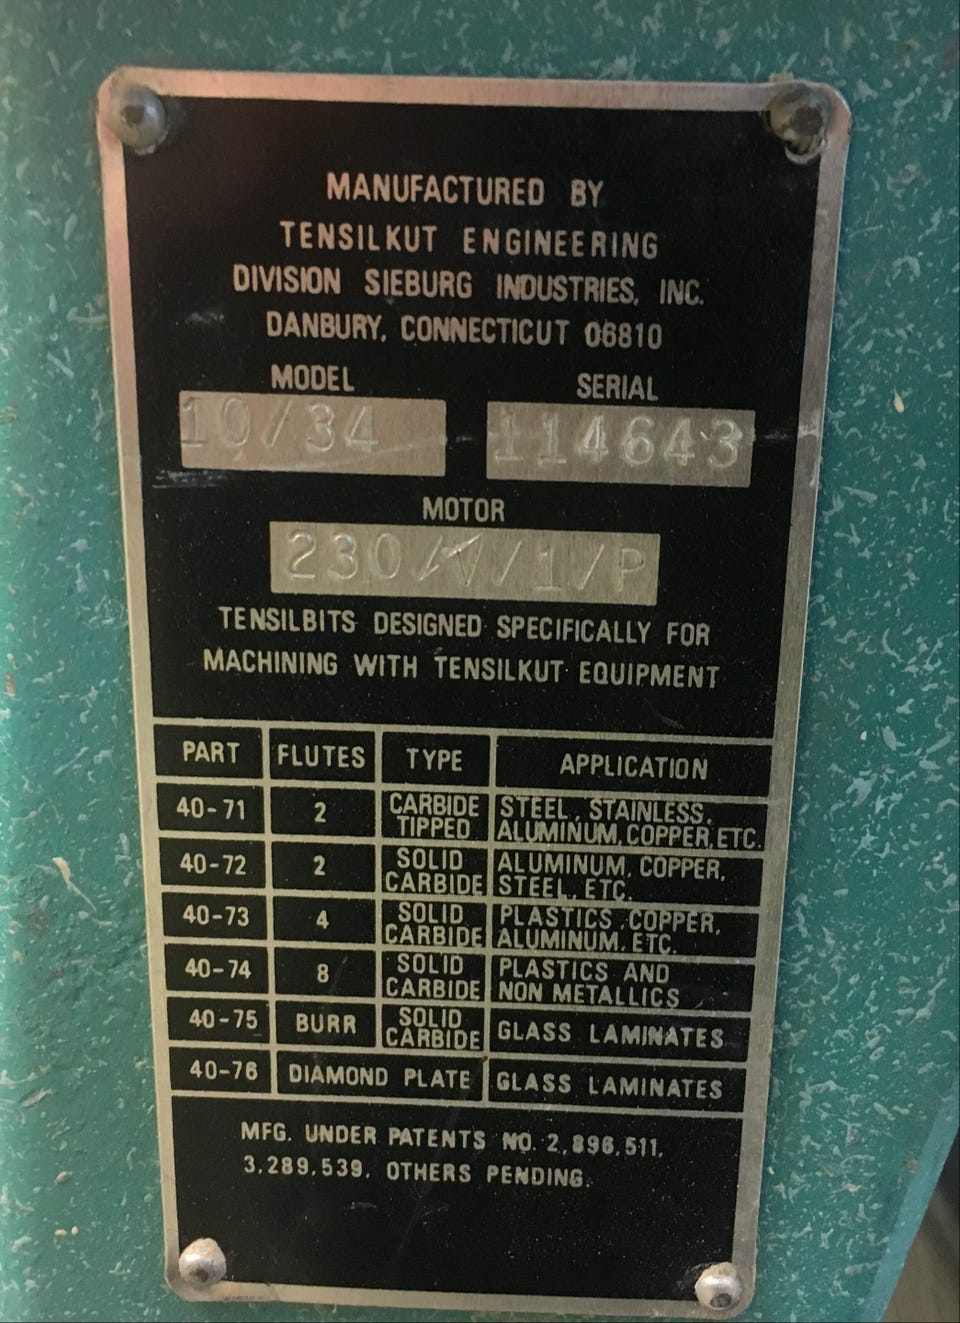 MANUFACTURED BY
TENSILKUT ENGINEERING
DIVISION SIEBURG INDUSTRIES, INC.
DANBURY, CONNECTICUT 06810
MODEL SERIAL
10/34 114643
MOTOR
230/1/1/P
TENSILBITS DESIGNED SPECIFICALLY FOR
MACHINING WITH TENSILKUT EQUIPMENT
PART FLUTES TYPE APPLICATION
40-71 2 CARBIDE TIPPED STEEL, STAINLESS, ALUMINUM, COPPER, ETC.
40-72 2 SOLID CARBIDE ALUMINUM, COPPER, STEEL, ETC.
40-73 4 SOLID CARBIDE PLASTICS, COPPER, ALUMINUM, ETC.
40-74 8 SOLID CARBIDE PLASTICS AND NON METALLICS
40-75 BURR SOLID CARBIDE GLASS LAMINATES
40-76 DIAMOND PLATE GLASS LAMINATES
MFG. UNDER PATENTS NO. 2,896,511,
3,289,539, OTHERS PENDING.